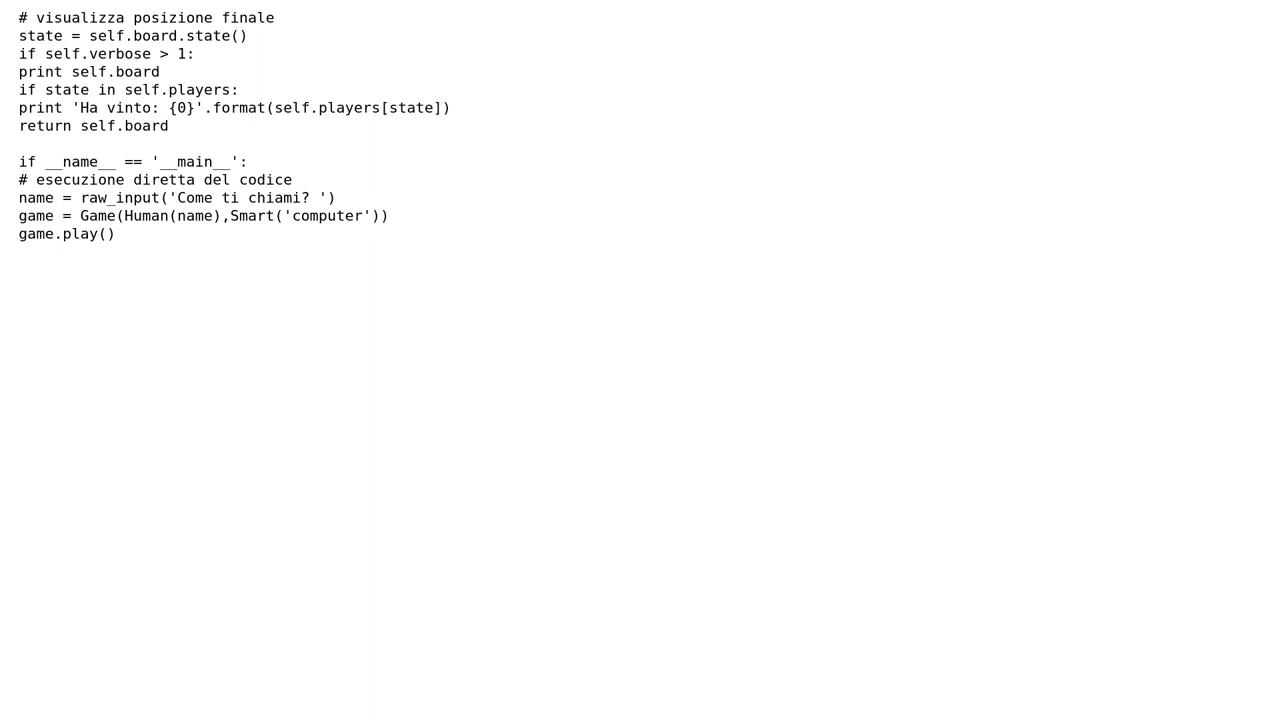 # visualizza posizione finale
state = self.board.state()
if self.verbose > 1:
print self.board
if state in self.players:
print 'Ha vinto: {0}'.format(self.players[state])
return self.board

if __name__ == '__main__':
# esecuzione diretta del codice
name = raw_input('Come ti chiami? ')
game = Game(Human(name),Smart('computer'))
game.play()